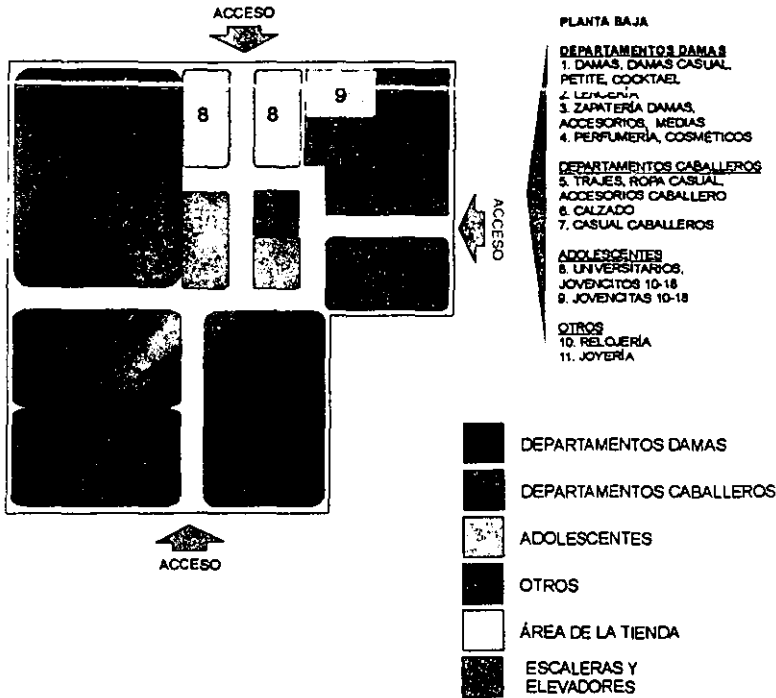 ACCESO
8
8
9
ACCESO
ACCESO
PLANTA BAJA
DEPARTAMENTOS DAMAS
1. DAMAS, DAMAS CASUAL,
PETITE, COCKTAEL
2. LENCERÍA
3. ZAPATERÍA DAMAS,
ACCESORIOS, MEDIAS
4. PERFUMERÍA, COSMÉTICOS
DEPARTAMENTOS CABALLEROS
5. TRAJES, ROPA CASUAL,
ACCESORIOS CABALLERO
6. CALZADO
7. CASUAL CABALLEROS
ADOLESCENTES
8. UNIVERSITARIOS,
JOVENCITOS 10-18
9. JOVENCITAS 10-18
OTROS
10. RELOJERÍA
11. JOYERÍA
DEPARTAMENTOS DAMAS
DEPARTAMENTOS CABALLEROS
ADOLESCENTES
OTROS
ÁREA DE LA TIENDA
ESCALERAS Y
ELEVADORES